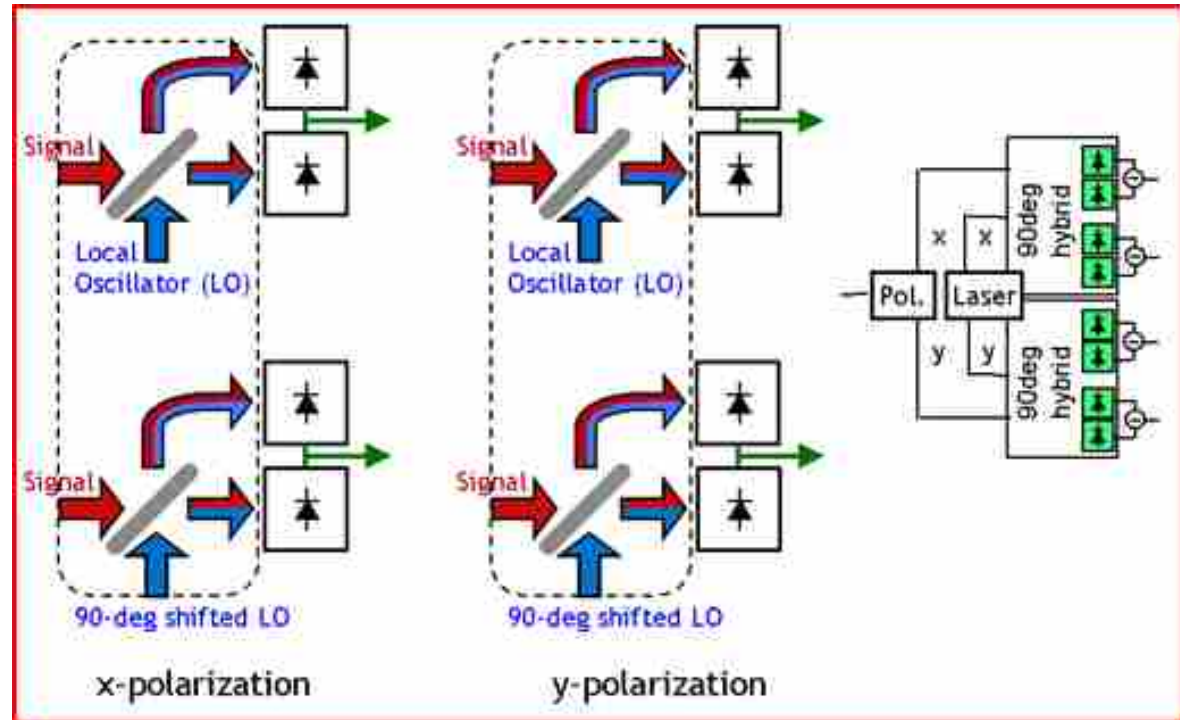 Signal
Local
Oscillator (LO)
Signal
90-deg shifted LO
x-polarization
Signal
Local
Oscillator (LO)
Signal
90-deg shifted LO
y-polarization
Pol.
Laser
x
x
y
y
90deg
hybrid
90deg
hybrid